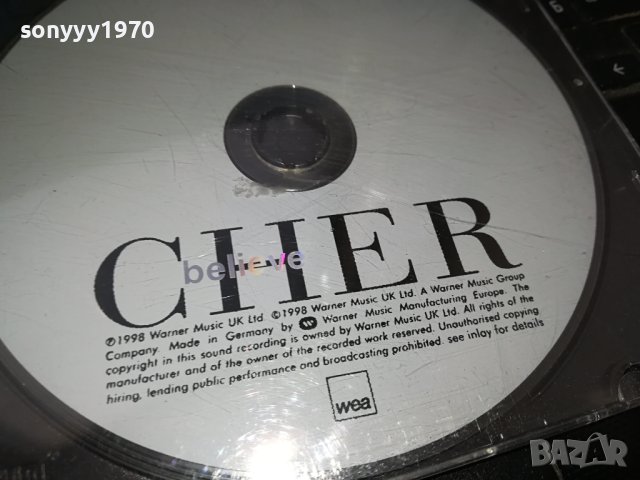 sonyyy1970
CHER
believe
℗1998 Warner Music UK Ltd. ©1998 Warner Music UK Ltd. A Warner Music Group
Company. Made in Germany by Warner Music Manufacturing Europe. The
copyright in this sound recording is owned by Warner Music UK Ltd. All rights of the
manufacturer and of the owner of the recorded work reserved. Unauthorised copying,
hiring, lending public performance and broadcasting prohibited. see inlay for details
wea
BAZAR